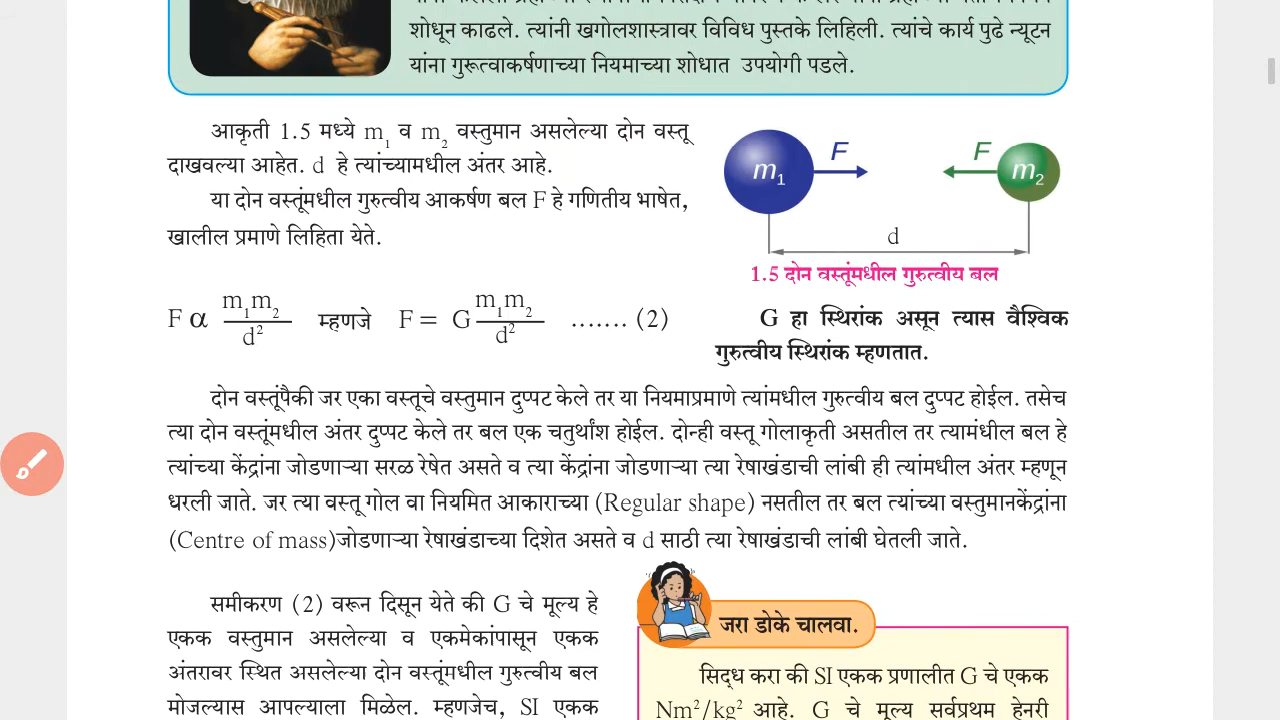 शोधून काढले. त्यांनी खगोलशास्त्रावर विविध पुस्तके लिहिली. त्यांचे कार्य पुढे न्यूटन
यांना गुरूत्वाकर्षणाच्या नियमाच्या शोधात उपयोगी पडले.
आकृती 1.5 मध्ये m₁ व m₂ वस्तुमान असलेल्या दोन वस्तू
दाखवल्या आहेत. d हे त्यांच्यामधील अंतर आहे.
या दोन वस्तूंमधील गुरुत्वीय आकर्षण बल F हे गणितीय भाषेत,
खालील प्रमाणे लिहिता येते.
F α m₁m₂/d² म्हणजे F = G m₁m₂/d² ....... (2)
m₁ F F m₂
d
1.5 दोन वस्तूंमधील गुरुत्वीय बल
G हा स्थिरांक असून त्यास वैश्विक
गुरुत्वीय स्थिरांक म्हणतात.
दोन वस्तूंपैकी जर एका वस्तूचे वस्तुमान दुप्पट केले तर या नियमाप्रमाणे त्यांमधील गुरुत्वीय बल दुप्पट होईल. तसेच
त्या दोन वस्तूंमधील अंतर दुप्पट केले तर बल एक चतुर्थांश होईल. दोन्ही वस्तू गोलाकृती असतील तर त्यामंधील बल हे
त्यांच्या केंद्रांना जोडणाऱ्या सरळ रेषेत असते व त्या केंद्रांना जोडणाऱ्या त्या रेषाखंडाची लांबी ही त्यांमधील अंतर म्हणून
धरली जाते. जर त्या वस्तू गोल वा नियमित आकाराच्या (Regular shape) नसतील तर बल त्यांच्या वस्तुमानकेंद्रांना
(Centre of mass)जोडणाऱ्या रेषाखंडाच्या दिशेत असते व d साठी त्या रेषाखंडाची लांबी घेतली जाते.
समीकरण (2) वरून दिसून येते की G चे मूल्य हे
एकक वस्तुमान असलेल्या व एकमेकांपासून एकक
अंतरावर स्थित असलेल्या दोन वस्तूंमधील गुरुत्वीय बल
मोजल्यास आपल्याला मिळेल. म्हणजेच, SI एकक
जरा डोके चालवा.
सिद्ध करा की SI एकक प्रणालीत G चे एकक
Nm²/kg² आहे. G चे मूल्य सर्वप्रथम हेनरी